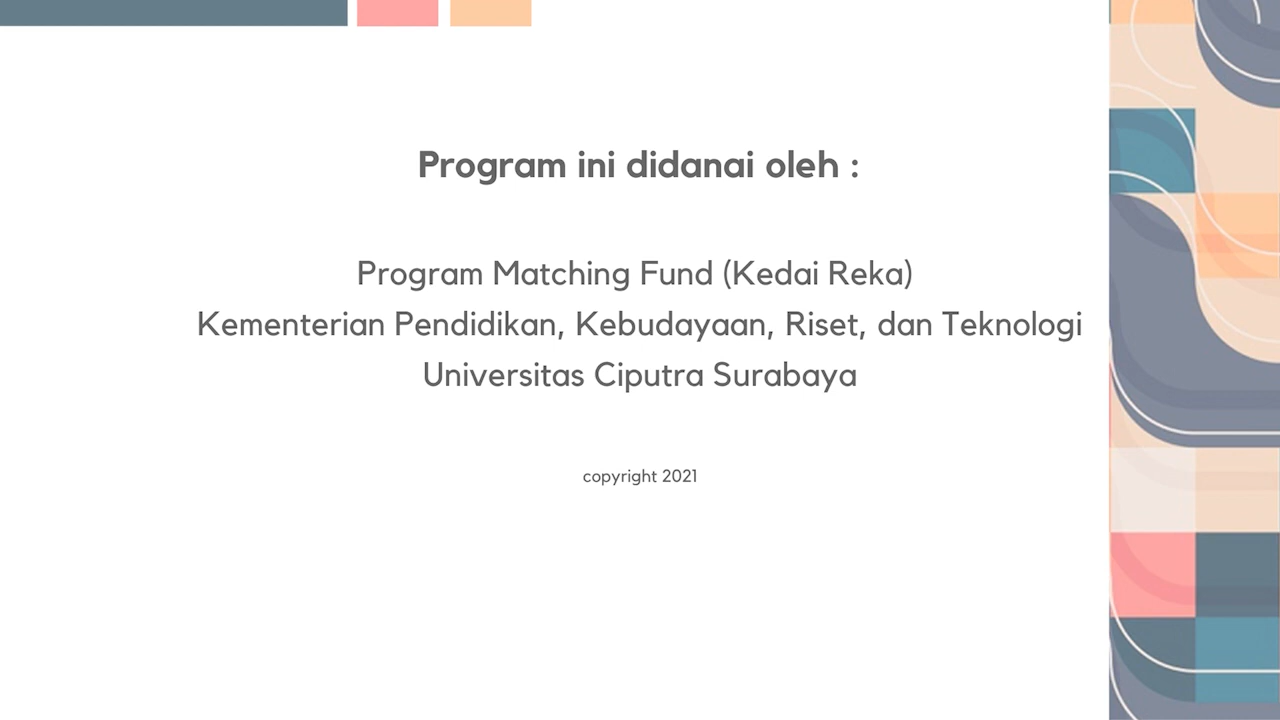 Program ini didanai oleh :
Program Matching Fund (Kedai Reka)
Kementerian Pendidikan, Kebudayaan, Riset, dan Teknologi
Universitas Ciputra Surabaya
copyright 2021